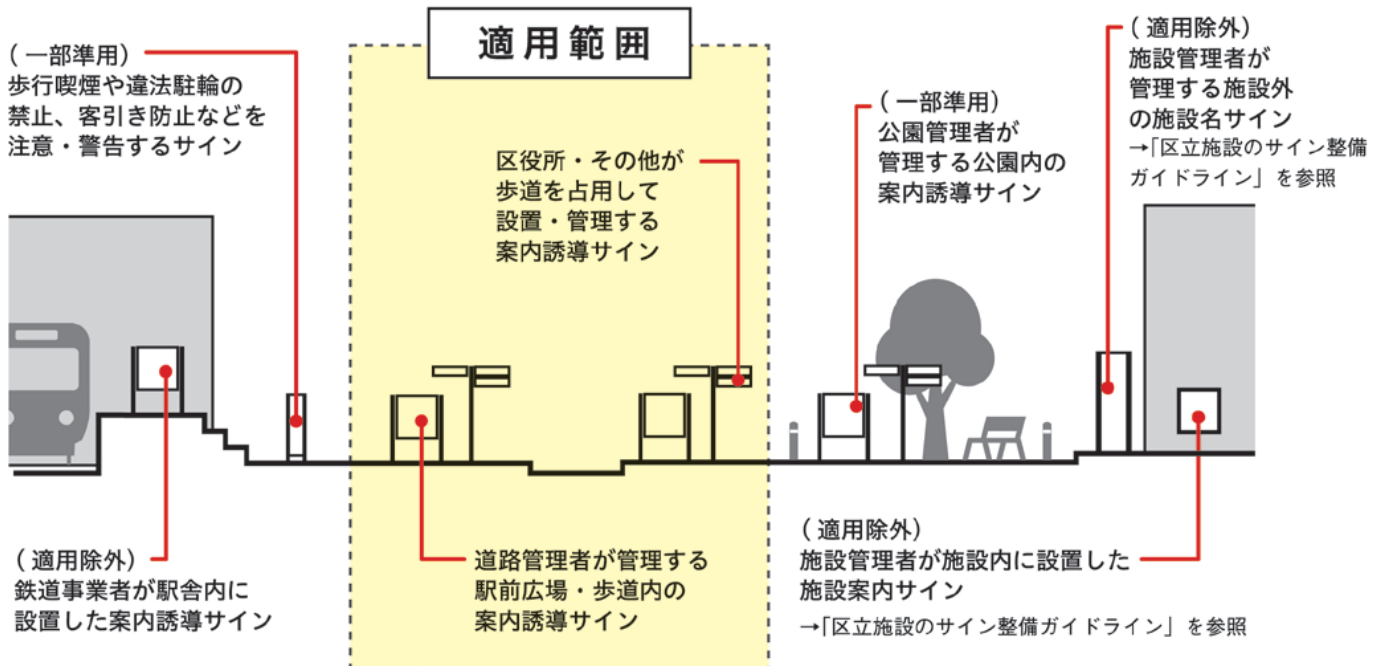 適用範囲
（一部準用）
歩行喫煙や違法駐輪の
禁止、客引き防止などを
注意・警告するサイン
区役所・その他が
歩道を占用して
設置・管理する
案内誘導サイン
（一部準用）
公園管理者が
管理する公園内の
案内誘導サイン
（適用除外）
施設管理者が
管理する施設外
の施設名サイン
→「区立施設のサイン整備
ガイドライン」を参照
（適用除外）
鉄道事業者が駅舎内に
設置した案内誘導サイン
道路管理者が管理する
駅前広場・歩道内の
案内誘導サイン
（適用除外）
施設管理者が施設内に設置した
施設案内サイン
→「区立施設のサイン整備ガイドライン」を参照